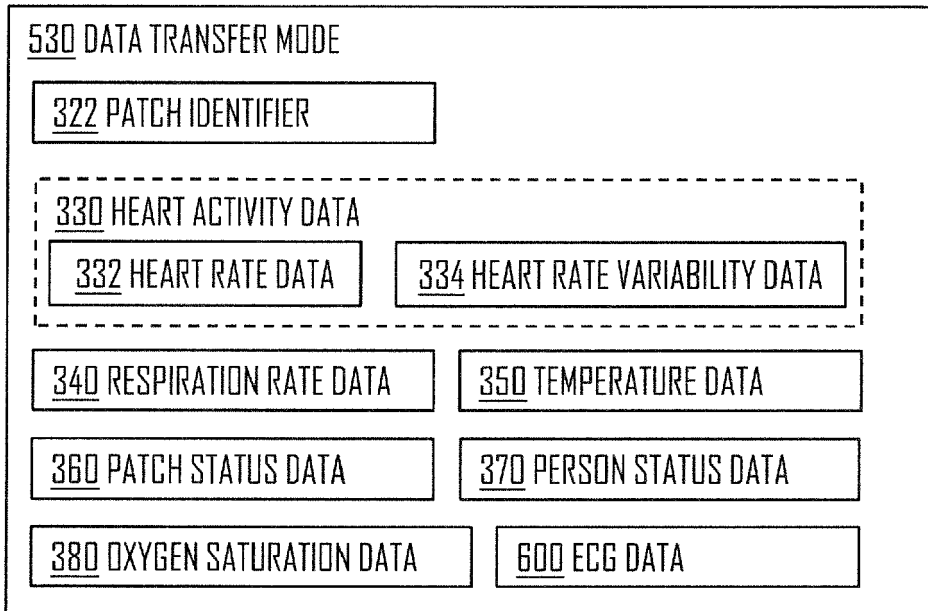 530 DATA TRANSFER MODE
322 PATCH IDENTIFIER
330 HEART ACTIVITY DATA
332 HEART RATE DATA
334 HEART RATE VARIABILITY DATA
340 RESPIRATION RATE DATA
350 TEMPERATURE DATA
360 PATCH STATUS DATA
370 PERSON STATUS DATA
380 OXYGEN SATURATION DATA
600 ECG DATA